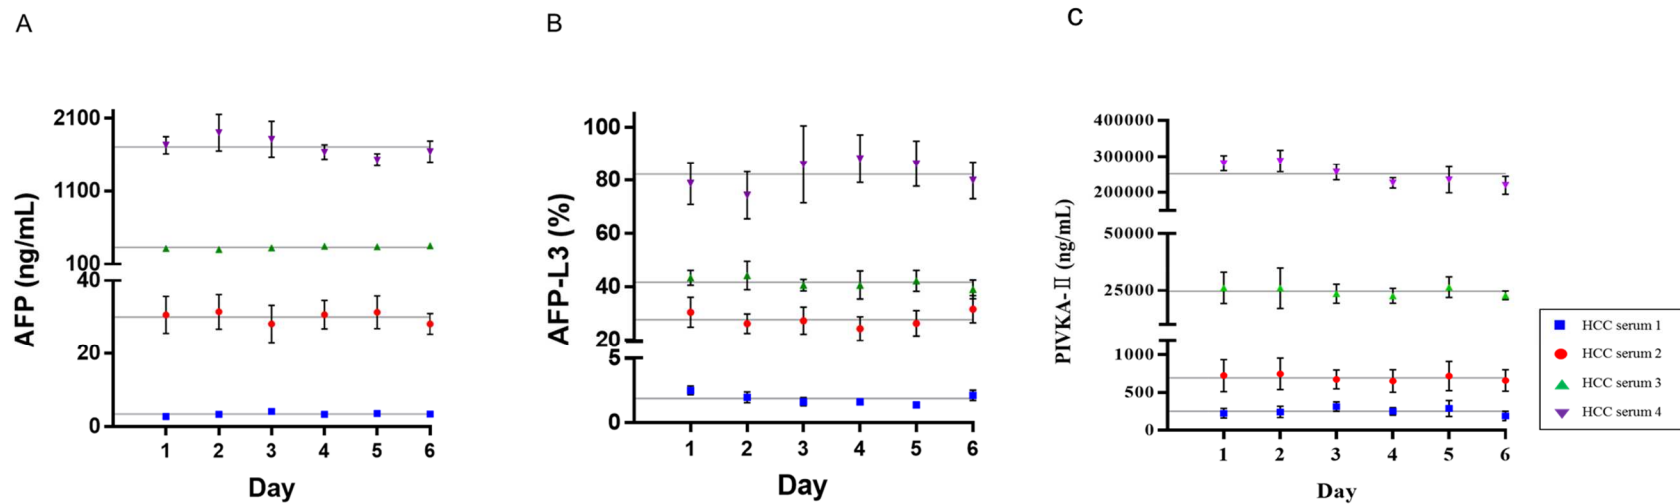 A
AFP (ng/mL)
2100
1100
100
40
20
0
1 2 3 4 5 6
Day
B
AFP-L3 (%)
100
80
60
40
20
5
0
1 2 3 4 5 6
Day
C
PIVKA-Ⅱ (ng/mL)
400000
300000
200000
50000
25000
1000
500
0
1 2 3 4 5 6
Day
HCC serum 1
HCC serum 2
HCC serum 3
HCC serum 4